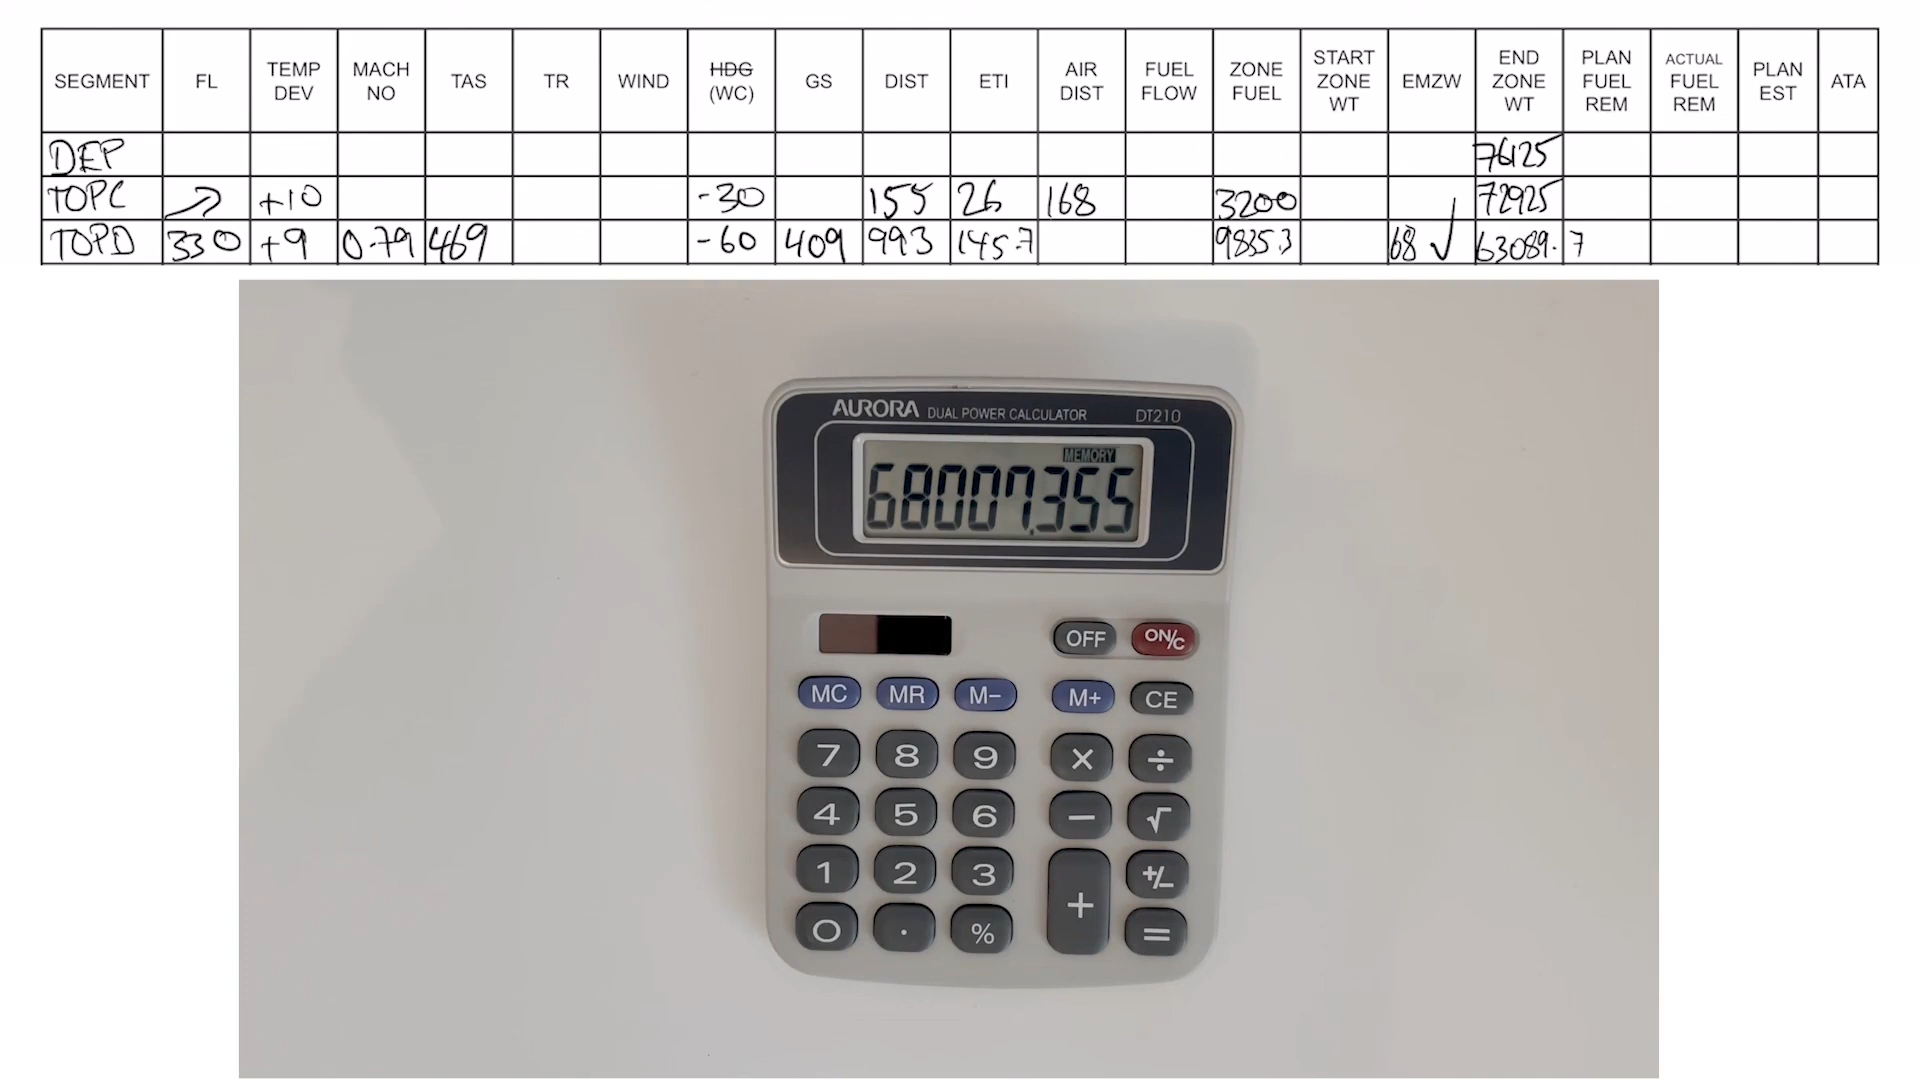 SEGMENT FL TEMP DEV MACH NO TAS TR WIND HDG (WC) GS DIST ETI AIR DIST FUEL FLOW ZONE FUEL START ZONE WT EMZW END ZONE WT PLAN FUEL REM ACTUAL FUEL REM PLAN EST ATA
DEP 76125
TOPC +10 -30 155 26 168 3200 72925
TOPD 330 +9 0.79 469 -60 409 993 145.7 9835.3 68 ✓ 63089.7
AURORA DUAL POWER CALCULATOR DT210
MEMORY
68007.355
OFF ON/C
MC MR M− M+ CE
7 8 9 × ÷
4 5 6 − √
1 2 3 + +/−
0 . % =